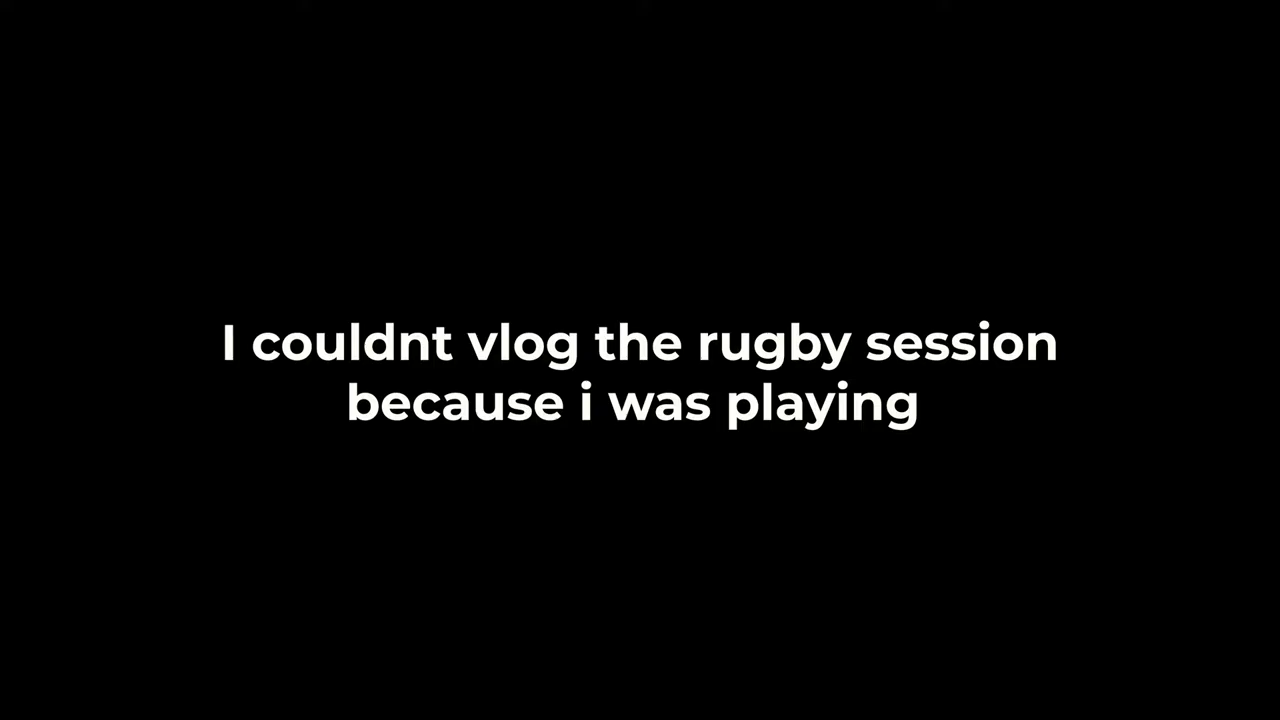 I couldnt vlog the rugby session
because i was playing